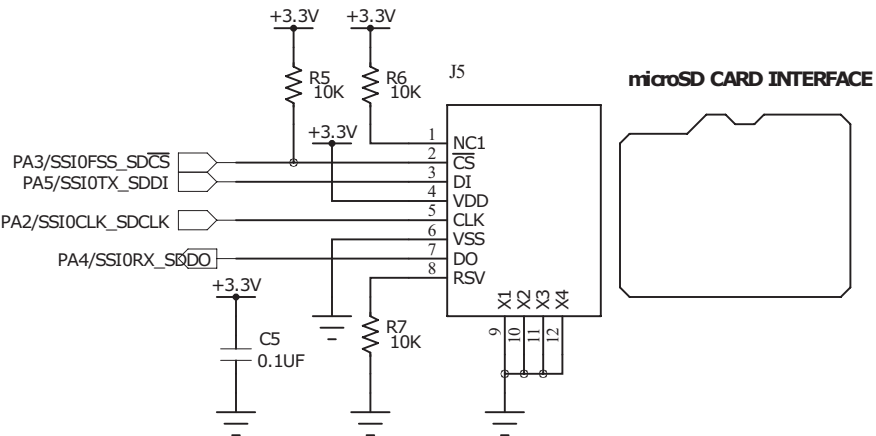 +3.3V
+3.3V
R5
10K
R6
10K
J5
microSD CARD INTERFACE
+3.3V
1 NC1
PA3/SSI0FSS_SDCS
2 CS
PA5/SSI0TX_SDDI
3 DI
4 VDD
PA2/SSI0CLK_SDCLK
5 CLK
6 VSS
PA4/SSI0RX_SDDO
7 DO
8 RSV
+3.3V
X1 X2 X3 X4
9 10 11 12
C5
0.1UF
R7
10K